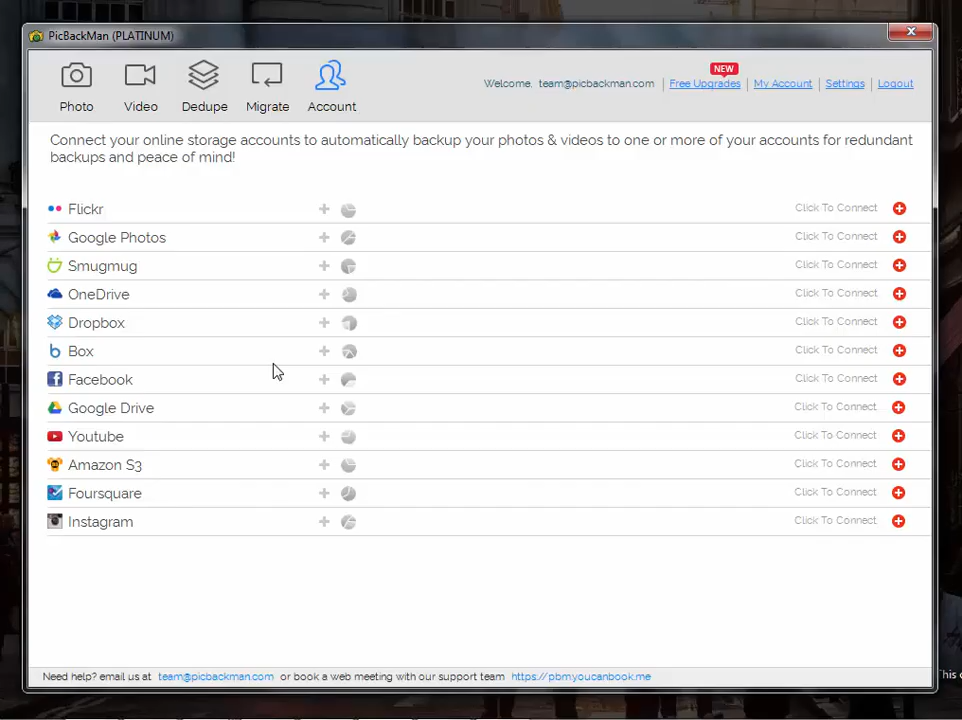 PicBackMan (PLATINUM)
Photo Video Dedupe Migrate Account
NEW
Welcome, team@picbackman.com | Free Upgrades | My Account | Settings | Logout
Connect your online storage accounts to automatically backup your photos & videos to one or more of your accounts for redundant
backups and peace of mind!
Flickr Click To Connect
Google Photos Click To Connect
Smugmug Click To Connect
OneDrive Click To Connect
Dropbox Click To Connect
Box Click To Connect
Facebook Click To Connect
Google Drive Click To Connect
Youtube Click To Connect
Amazon S3 Click To Connect
Foursquare Click To Connect
Instagram Click To Connect
Need help? email us at team@picbackman.com or book a web meeting with our support team https://pbm.youcanbook.me
This